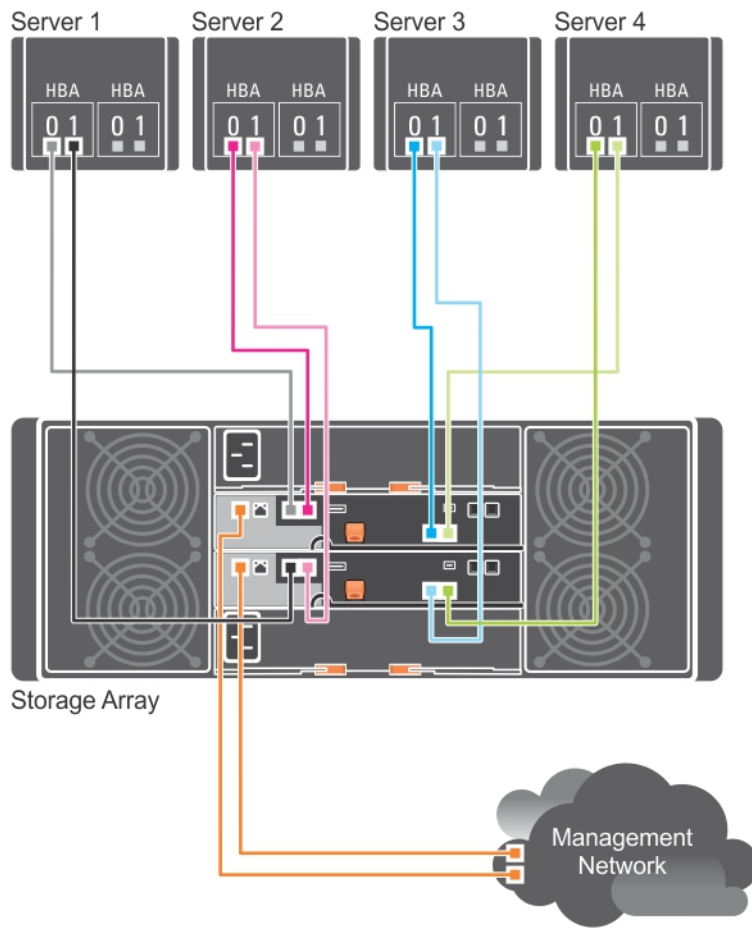 Server 1
Server 2
Server 3
Server 4
HBA HBA
HBA HBA
HBA HBA
HBA HBA
0 1 0 1
0 1 0 1
0 1 0 1
0 1 0 1
Storage Array
Management
Network